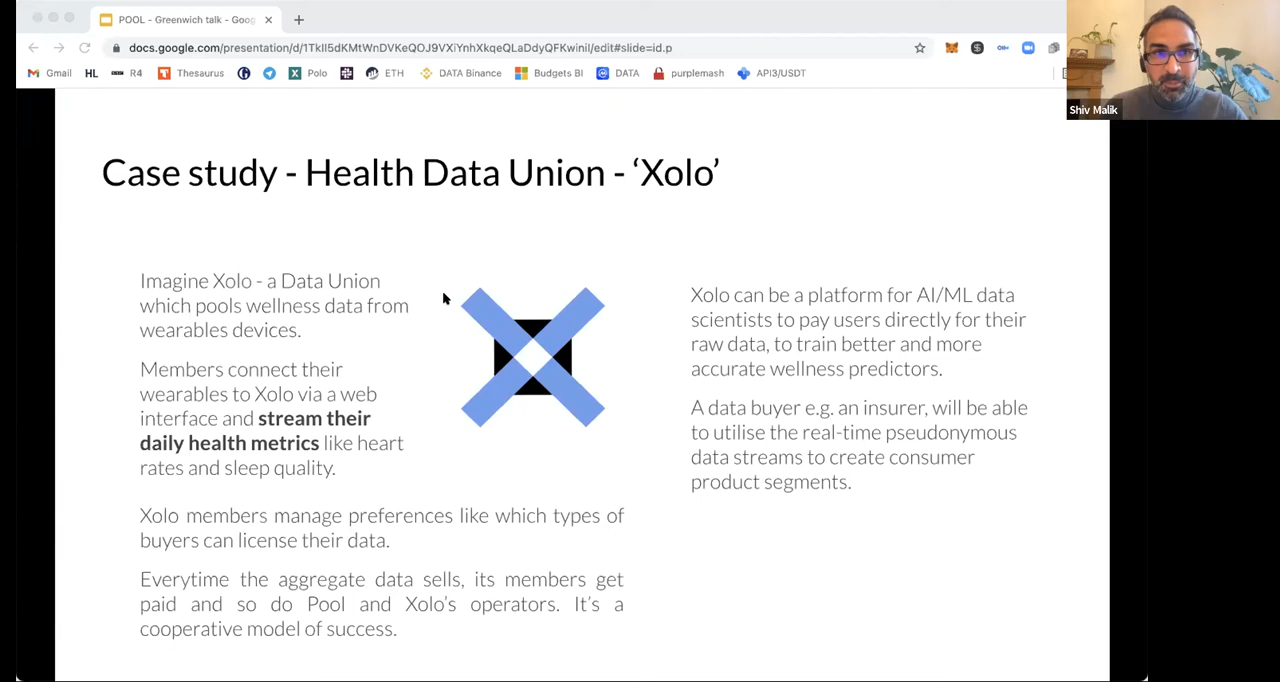 POOL - Greenwich talk - Goog
docs.google.com/presentation/d/1TkIl5dKMtWnDVKeQOJ9VXiYnhXkqeQLaDdyQFKwiniI/edit#slide=id.p
Gmail HL R4 Thesaurus Polo ETH DATA Binance Budgets BI DATA purplemash API3/USDT
Shiv Malik
Case study - Health Data Union - ‘Xolo’
Imagine Xolo - a Data Union
which pools wellness data from
wearables devices.
Members connect their
wearables to Xolo via a web
interface and stream their
daily health metrics like heart
rates and sleep quality.
Xolo members manage preferences like which types of
buyers can license their data.
Everytime the aggregate data sells, its members get
paid and so do Pool and Xolo’s operators. It’s a
cooperative model of success.
Xolo can be a platform for AI/ML data
scientists to pay users directly for their
raw data, to train better and more
accurate wellness predictors.
A data buyer e.g. an insurer, will be able
to utilise the real-time pseudonymous
data streams to create consumer
product segments.